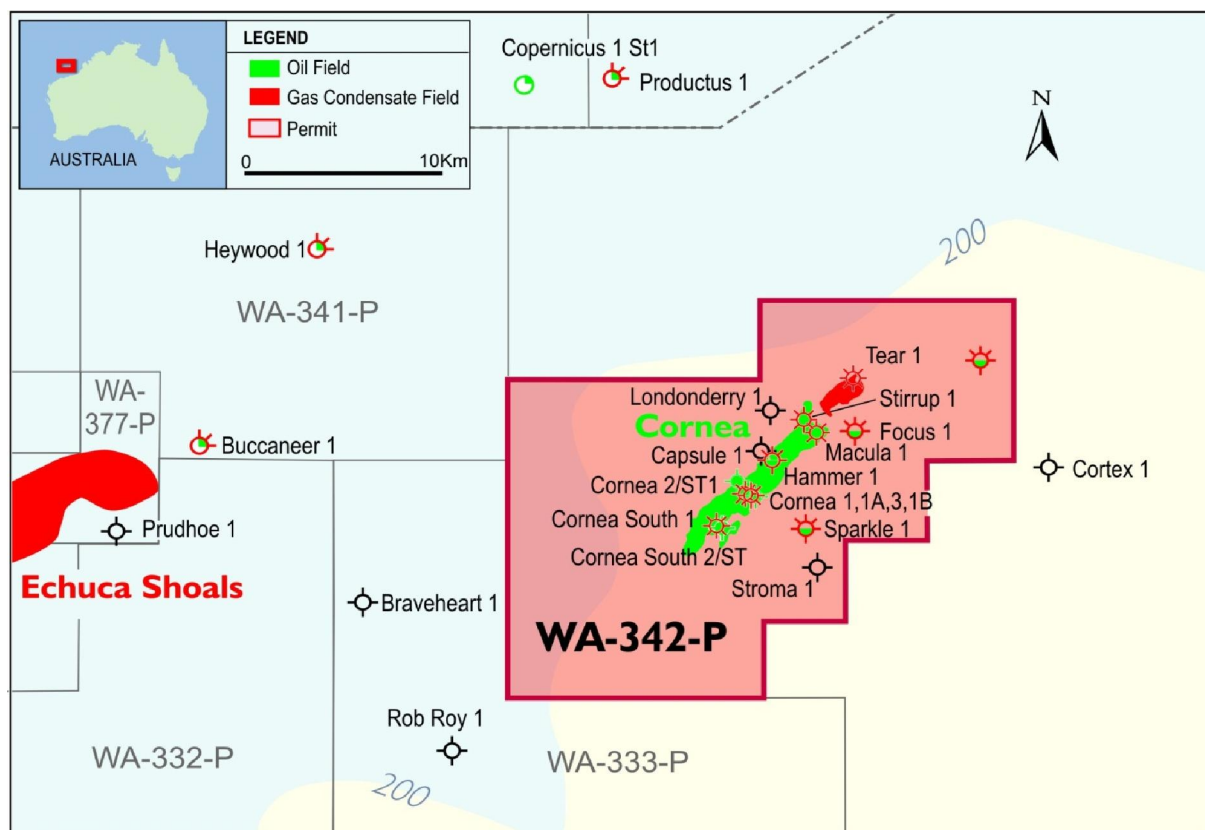 LEGEND
Oil Field
Gas Condensate Field
Permit
0 10Km
AUSTRALIA
Copernicus 1 St1
Productus 1
N
200
Heywood 1
WA-341-P
WA-
377-P
Buccaneer 1
Prudhoe 1
Echuca Shoals
Tear 1
Londonderry 1
Stirrup 1
Cornea
Focus 1
Capsule 1
Macula 1
Hammer 1
Cortex 1
Cornea 2/ST1
Cornea 1,1A,3,1B
Cornea South 1
Sparkle 1
Cornea South 2/ST
Stroma 1
Braveheart 1
WA-342-P
Rob Roy 1
WA-332-P
WA-333-P
200